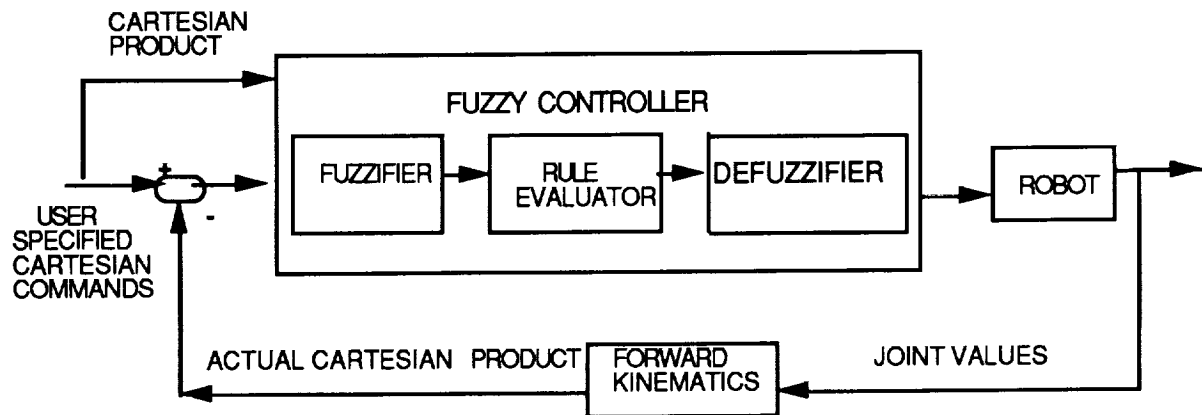 CARTESIAN
PRODUCT
FUZZY CONTROLLER
FUZZIFIER
RULE
EVALUATOR
DEFUZZIFIER
ROBOT
+
-
USER
SPECIFIED
CARTESIAN
COMMANDS
ACTUAL CARTESIAN PRODUCT
FORWARD
KINEMATICS
JOINT VALUES